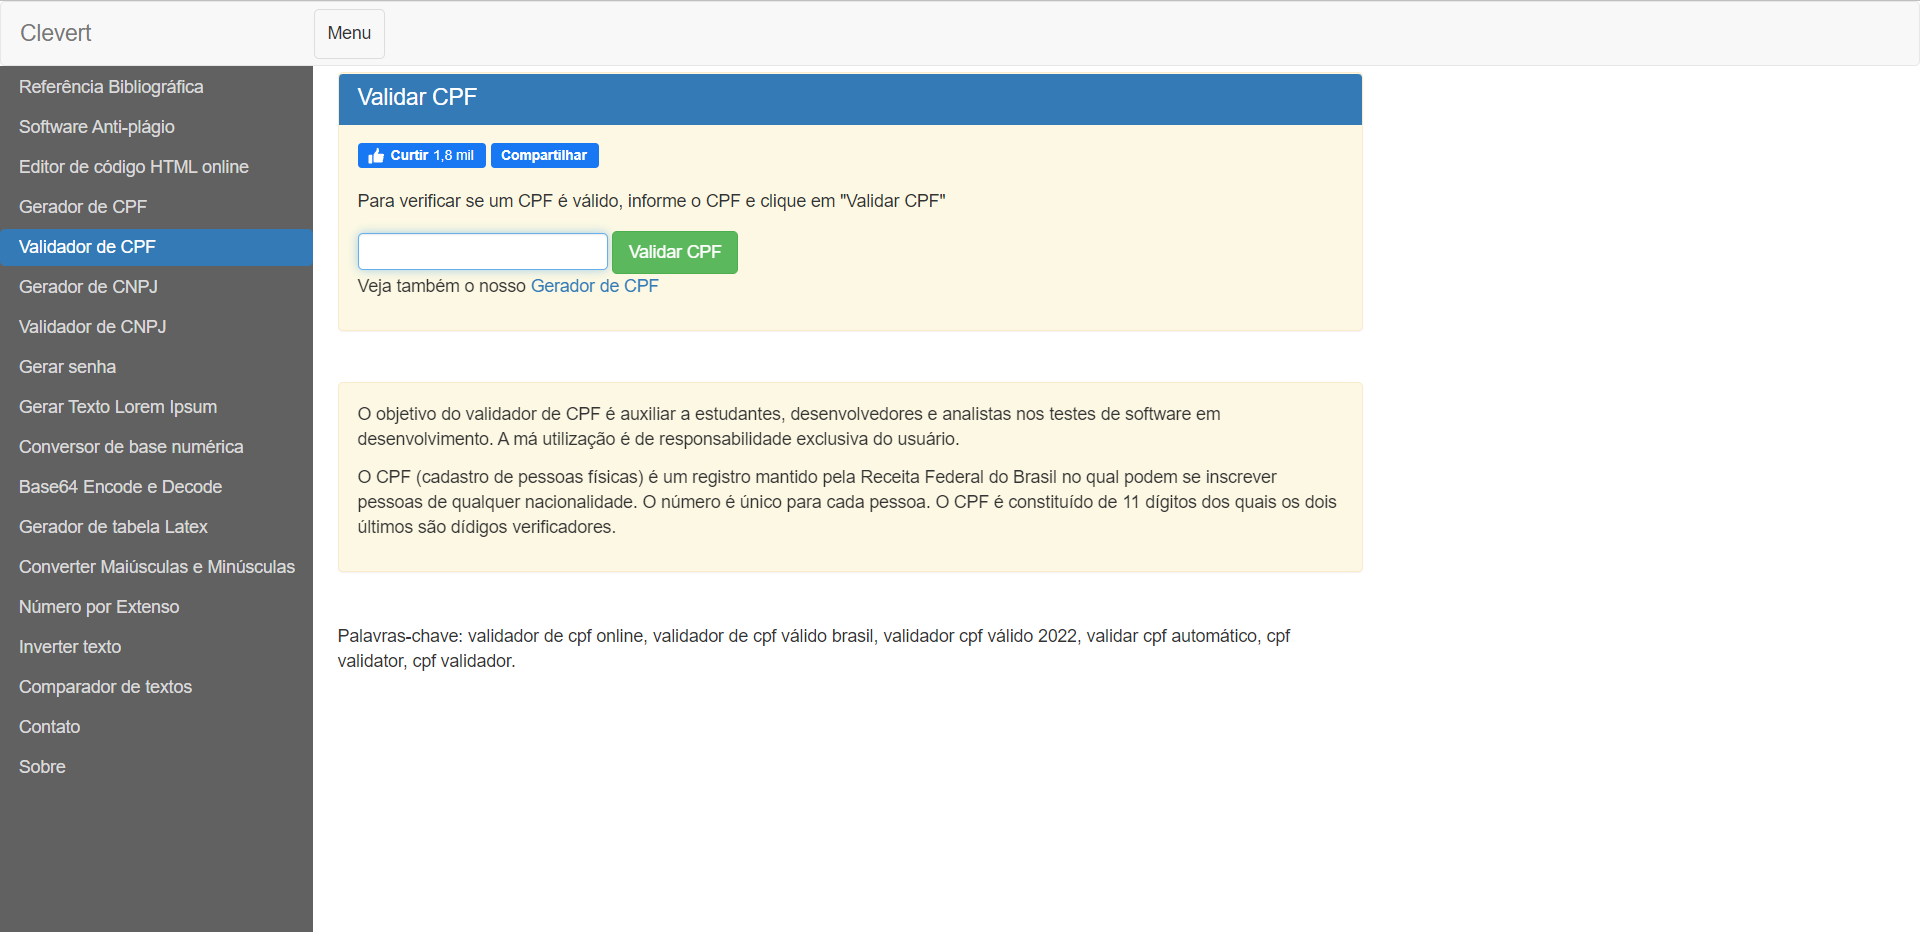 Clevert
Menu
Referência Bibliográfica
Software Anti-plágio
Editor de código HTML online
Gerador de CPF
Validador de CPF
Gerador de CNPJ
Validador de CNPJ
Gerar senha
Gerar Texto Lorem Ipsum
Conversor de base numérica
Base64 Encode e Decode
Gerador de tabela Latex
Converter Maiúsculas e Minúsculas
Número por Extenso
Inverter texto
Comparador de textos
Contato
Sobre
Validar CPF
Curtir 1,8 mil Compartilhar
Para verificar se um CPF é válido, informe o CPF e clique em "Validar CPF"
Validar CPF
Veja também o nosso Gerador de CPF
O objetivo do validador de CPF é auxiliar a estudantes, desenvolvedores e analistas nos testes de software em
desenvolvimento. A má utilização é de responsabilidade exclusiva do usuário.
O CPF (cadastro de pessoas físicas) é um registro mantido pela Receita Federal do Brasil no qual podem se inscrever
pessoas de qualquer nacionalidade. O número é único para cada pessoa. O CPF é constituído de 11 dígitos dos quais os dois
últimos são dídigos verificadores.
Palavras-chave: validador de cpf online, validador de cpf válido brasil, validador cpf válido 2022, validar cpf automático, cpf
validator, cpf validador.